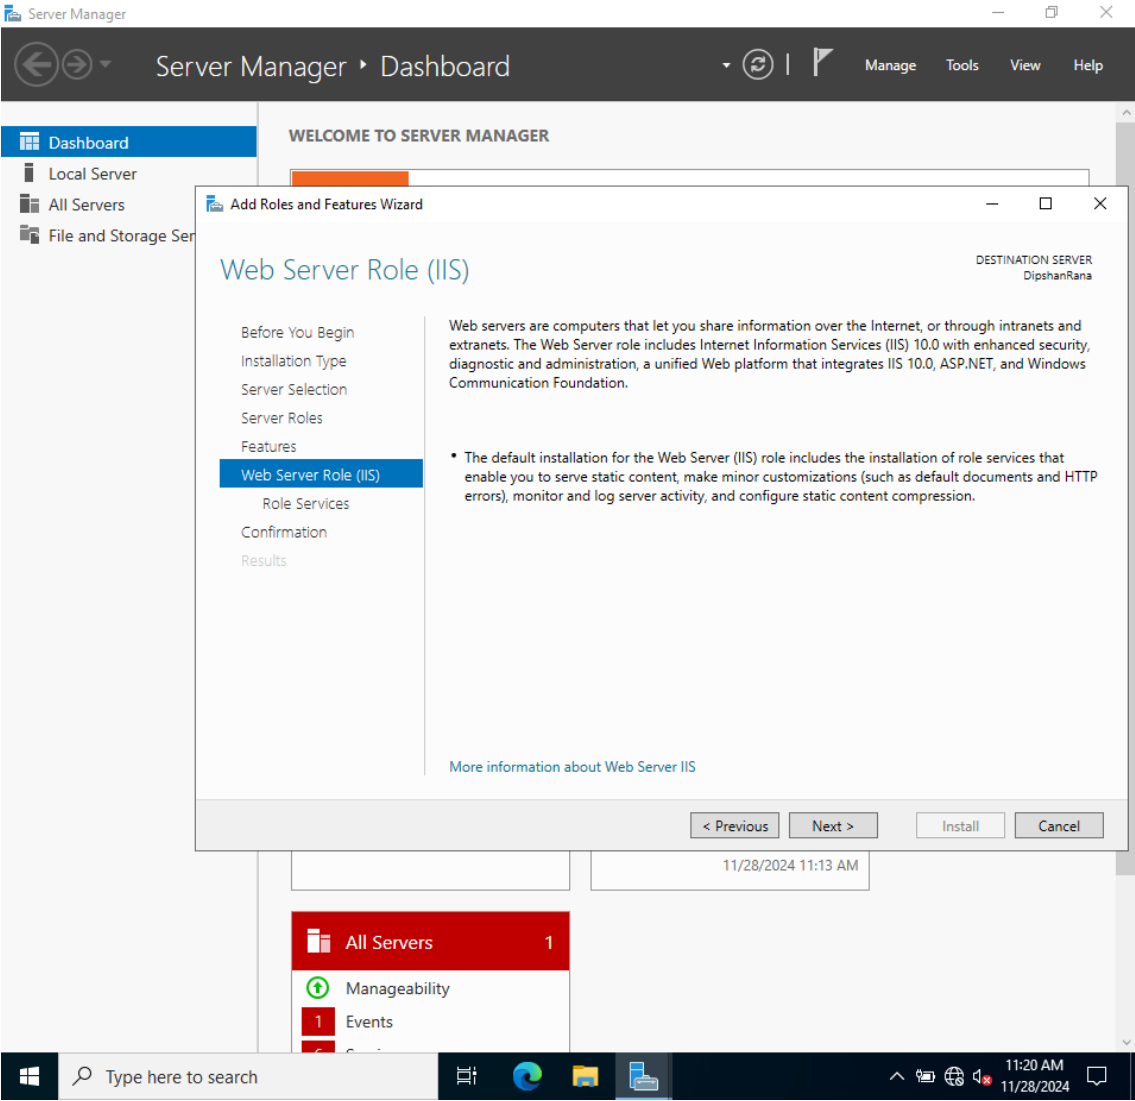 Server Manager
Server Manager
Dashboard
Manage
Tools
View
Help
Dashboard
Local Server
All Servers
File and Storage Ser
WELCOME TO SERVER MANAGER
Add Roles and Features Wizard
Web Server Role (IIS)
DESTINATION SERVER
DipshanRana
Before You Begin
Installation Type
Server Selection
Server Roles
Features
Web Server Role (IIS)
Role Services
Confirmation
Results
Web servers are computers that let you share information over the Internet, or through intranets and
extranets. The Web Server role includes Internet Information Services (IIS) 10.0 with enhanced security,
diagnostic and administration, a unified Web platform that integrates IIS 10.0, ASP.NET, and Windows
Communication Foundation.
• The default installation for the Web Server (IIS) role includes the installation of role services that
enable you to serve static content, make minor customizations (such as default documents and HTTP
errors), monitor and log server activity, and configure static content compression.
More information about Web Server IIS
< Previous
Next >
Install
Cancel
11/28/2024 11:13 AM
All Servers 1
Manageability
1 Events
Type here to search
11:20 AM
11/28/2024